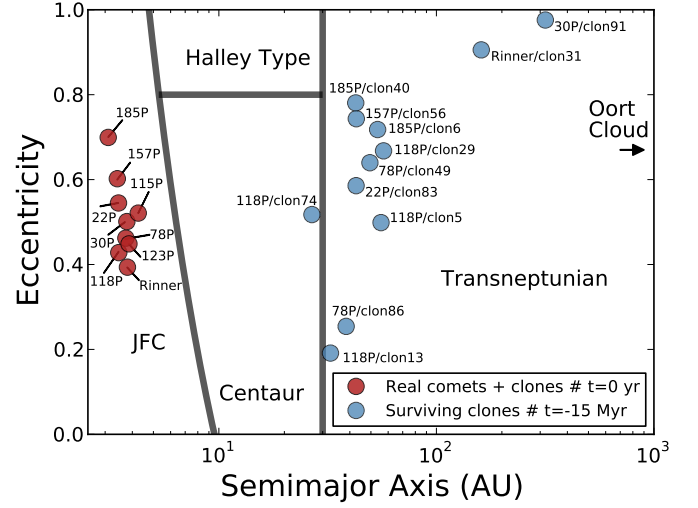 1.0
0.8
0.6
0.4
0.2
0.0
Eccentricity
Halley Type
30P/clon91
Rinner/clon31
185P/clon40
157P/clon56
185P/clon6
118P/clon29
78P/clon49
22P/clon83
118P/clon74
118P/clon5
Oort
Cloud
185P
157P
115P
22P
30P
78P
123P
118P
Rinner
Transneptunian
78P/clon86
118P/clon13
JFC
Centaur
Real comets + clones # t=0 yr
Surviving clones # t=-15 Myr
10¹
10²
10³
Semimajor Axis (AU)